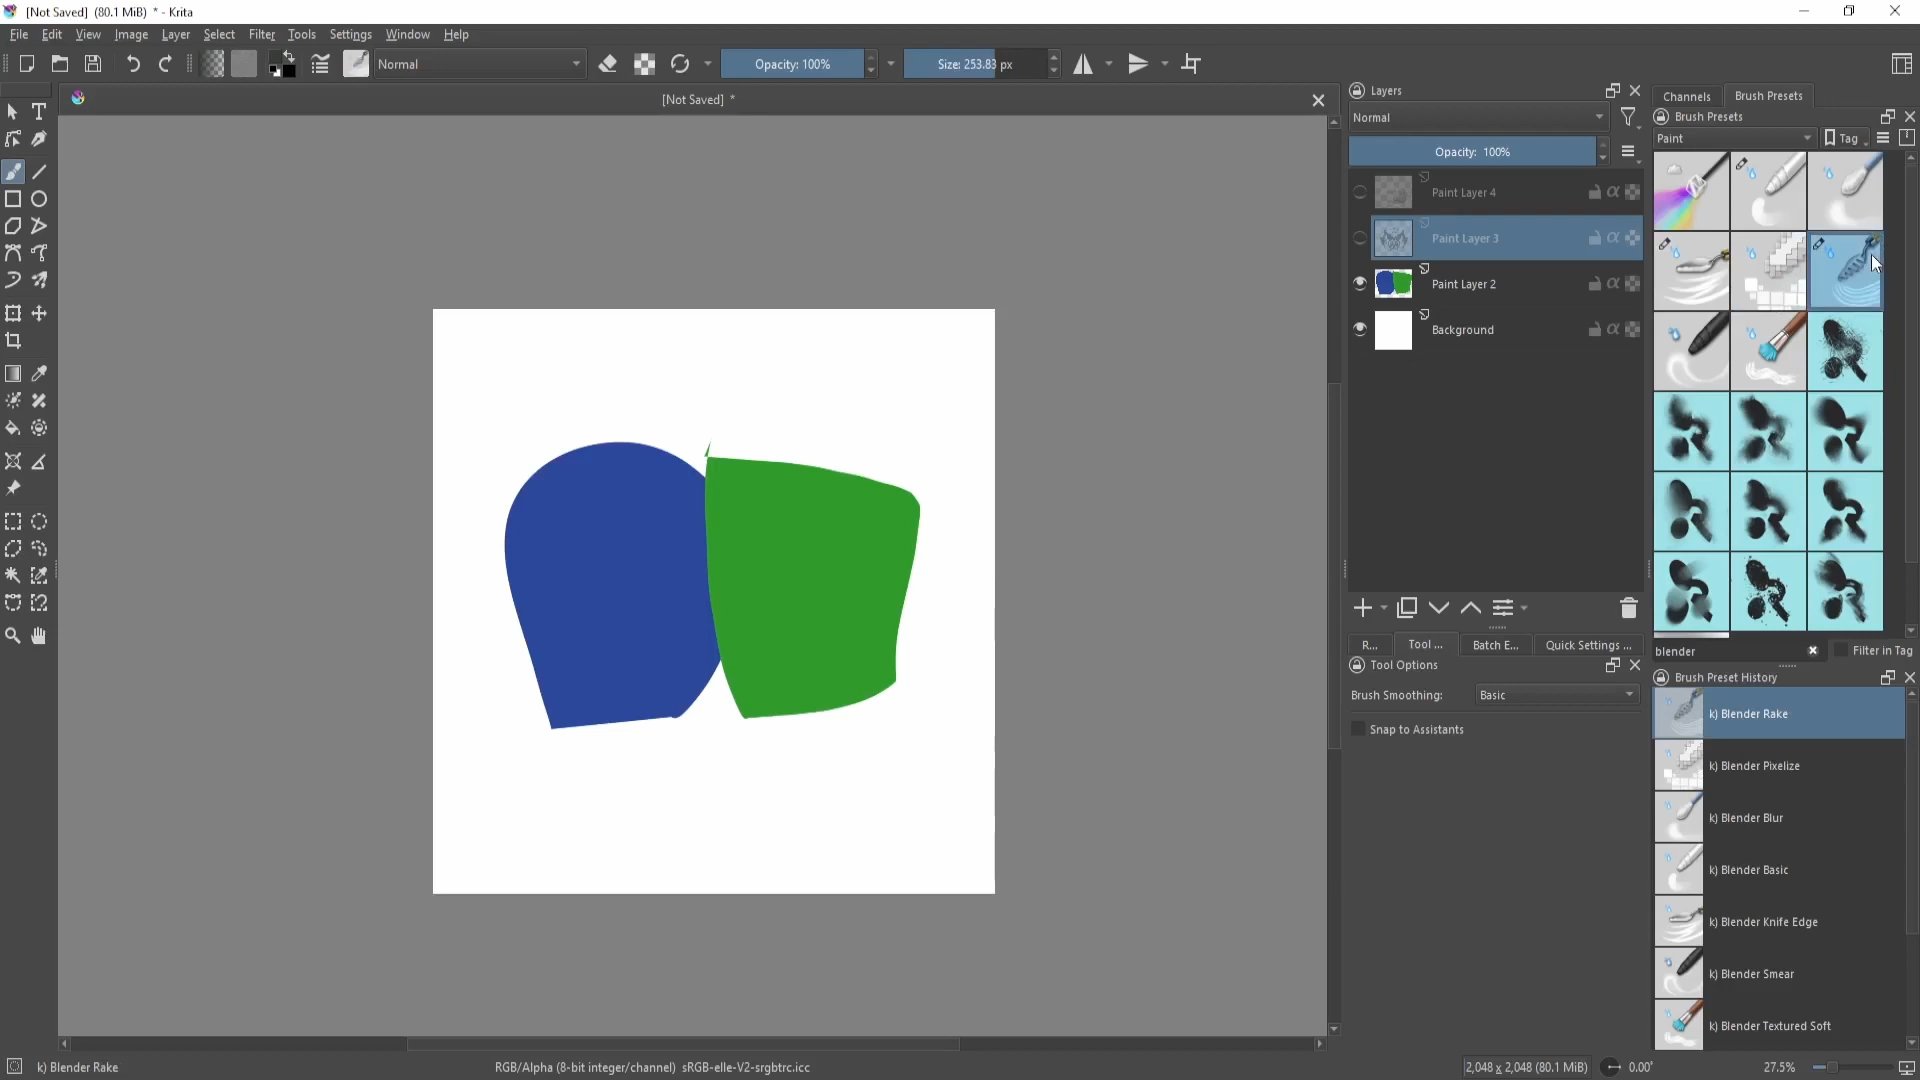 [Not Saved] (80.1 MiB) * - Krita
File Edit View Image Layer Select Filter Tools Settings Window Help
Normal
Opacity: 100%
Size: 253.83 px
[Not Saved] *
Layers
Normal
Opacity: 100%
Paint Layer 4
Paint Layer 3
Paint Layer 2
Background
R... Tool ... Batch E... Quick Settings ...
Tool Options
Brush Smoothing: Basic
Snap to Assistants
Channels Brush Presets
Brush Presets
Paint Tag
blender Filter in Tag
Brush Preset History
k) Blender Rake
k) Blender Pixelize
k) Blender Blur
k) Blender Basic
k) Blender Knife Edge
k) Blender Smear
k) Blender Textured Soft
k) Blender Rake
RGB/Alpha (8-bit integer/channel) sRGB-elle-V2-srgbtrc.icc
2,048 x 2,048 (80.1 MiB)
0.00°
27.5%